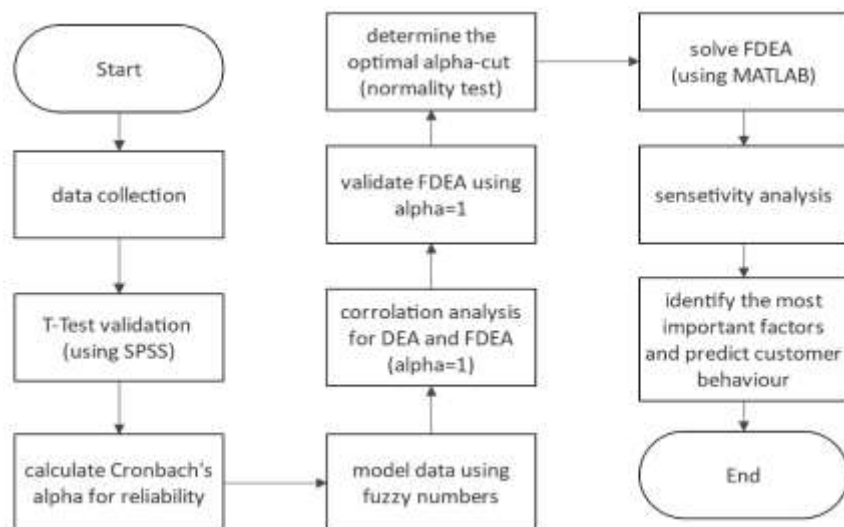 Start
data collection
T-Test validation
(using SPSS)
calculate Cronbach's
alpha for reliability
model data using
fuzzy numbers
corrolation analysis
for DEA and FDEA
(alpha=1)
validate FDEA using
alpha=1
determine the
optimal alpha-cut
(normality test)
solve FDEA
(using MATLAB)
sensetivity analysis
identify the most
important factors
and predict customer
behaviour
End